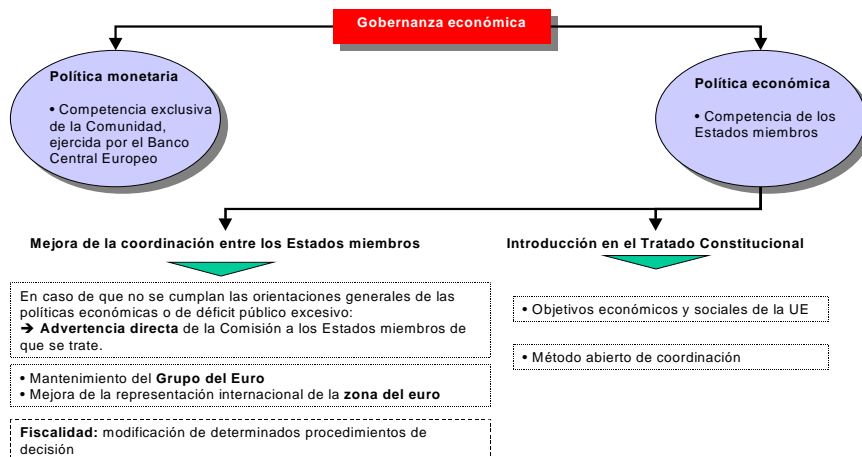 Gobernanza económica
Política monetaria
• Competencia exclusiva
de la Comunidad,
ejercida por el Banco
Central Europeo
Política económica
• Competencia de los
Estados miembros
Mejora de la coordinación entre los Estados miembros
En caso de que no se cumplan las orientaciones generales de las
políticas económicas o de déficit público excesivo:
➔ Advertencia directa de la Comisión a los Estados miembros de
que se trate.
• Mantenimiento del Grupo del Euro
• Mejora de la representación internacional de la zona del euro
Fiscalidad: modificación de determinados procedimientos de
decisión
Introducción en el Tratado Constitucional
• Objetivos económicos y sociales de la UE
• Método abierto de coordinación